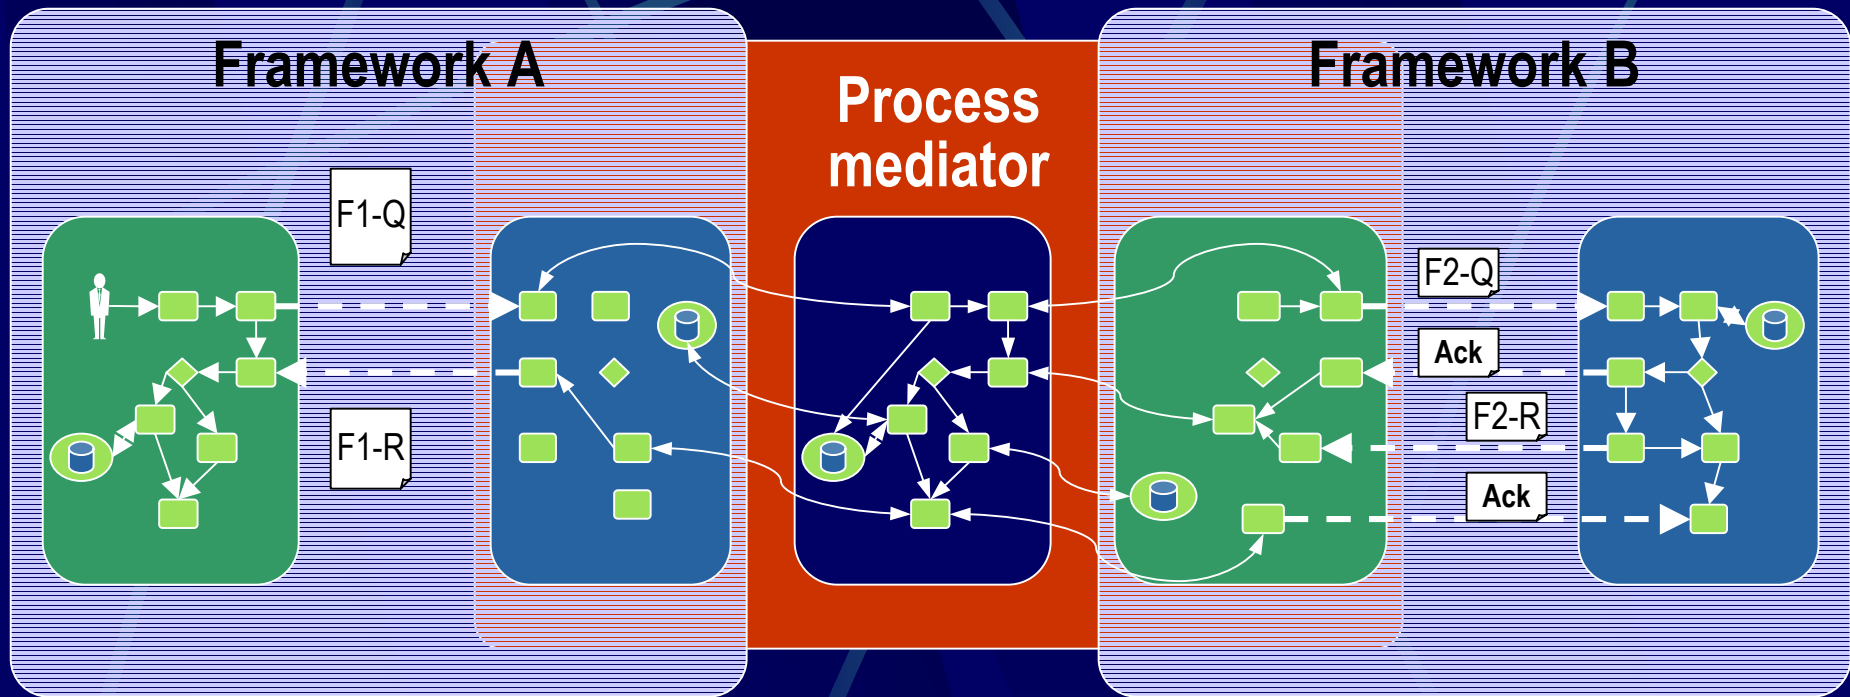 Framework A
Framework B
Process
mediator
F1-Q
F2-Q
Ack
F2-R
F1-R
Ack